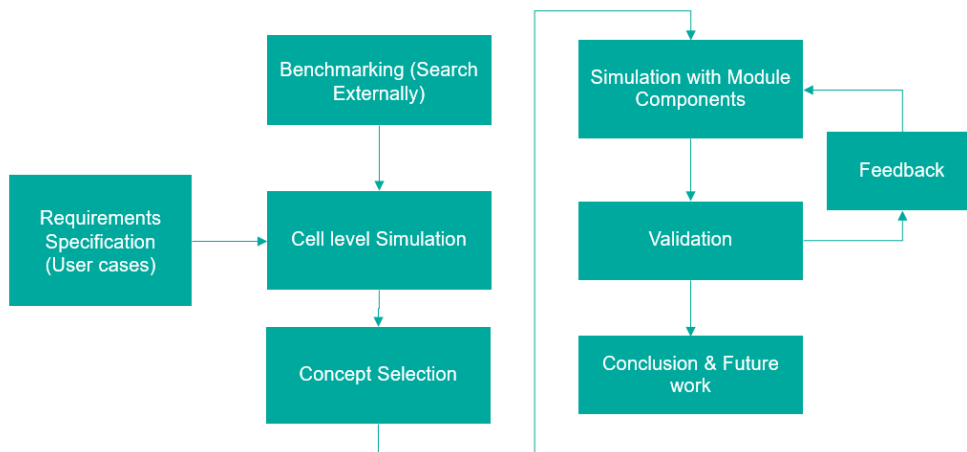 Benchmarking (Search
Externally)
Requirements
Specification
(User cases)
Cell level Simulation
Concept Selection
Simulation with Module
Components
Feedback
Validation
Conclusion & Future
work